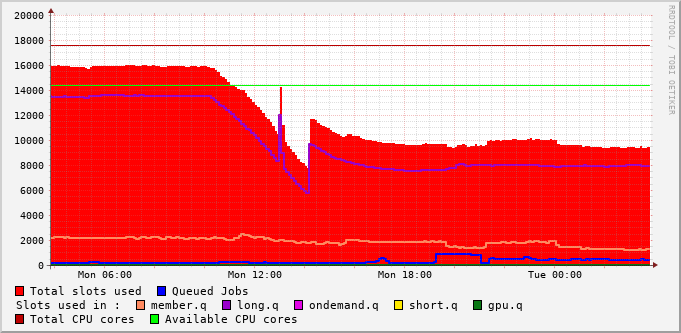 RRDTOOL / TOBI OETIKER
20000
18000
16000
14000
12000
10000
8000
6000
4000
2000
0
Mon 06:00 Mon 12:00 Mon 18:00 Tue 00:00
Total slots used Queued Jobs
Slots used in : member.q long.q ondemand.q short.q gpu.q
Total CPU cores Available CPU cores